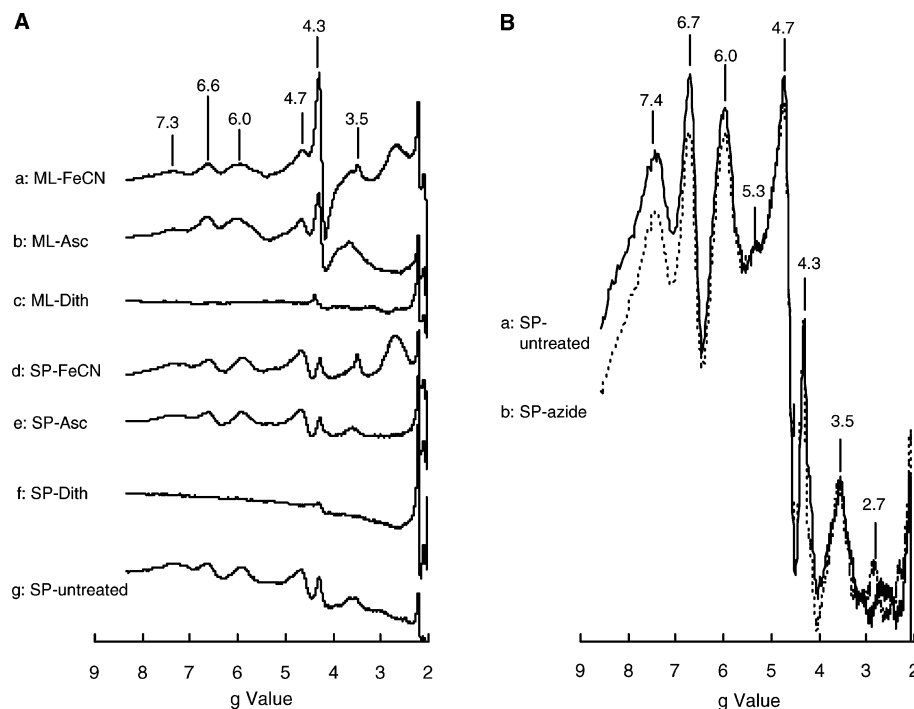 A
4.3
6.6
7.3
6.0
4.7
3.5
a: ML-FeCN
b: ML-Asc
c: ML-Dith
d: SP-FeCN
e: SP-Asc
f: SP-Dith
g: SP-untreated
9 8 7 6 5 4 3 2
g Value
B
6.7
4.7
6.0
7.4
5.3
4.3
a: SP-
untreated
b: SP-azide
3.5
2.7
9 8 7 6 5 4 3 2
g Value